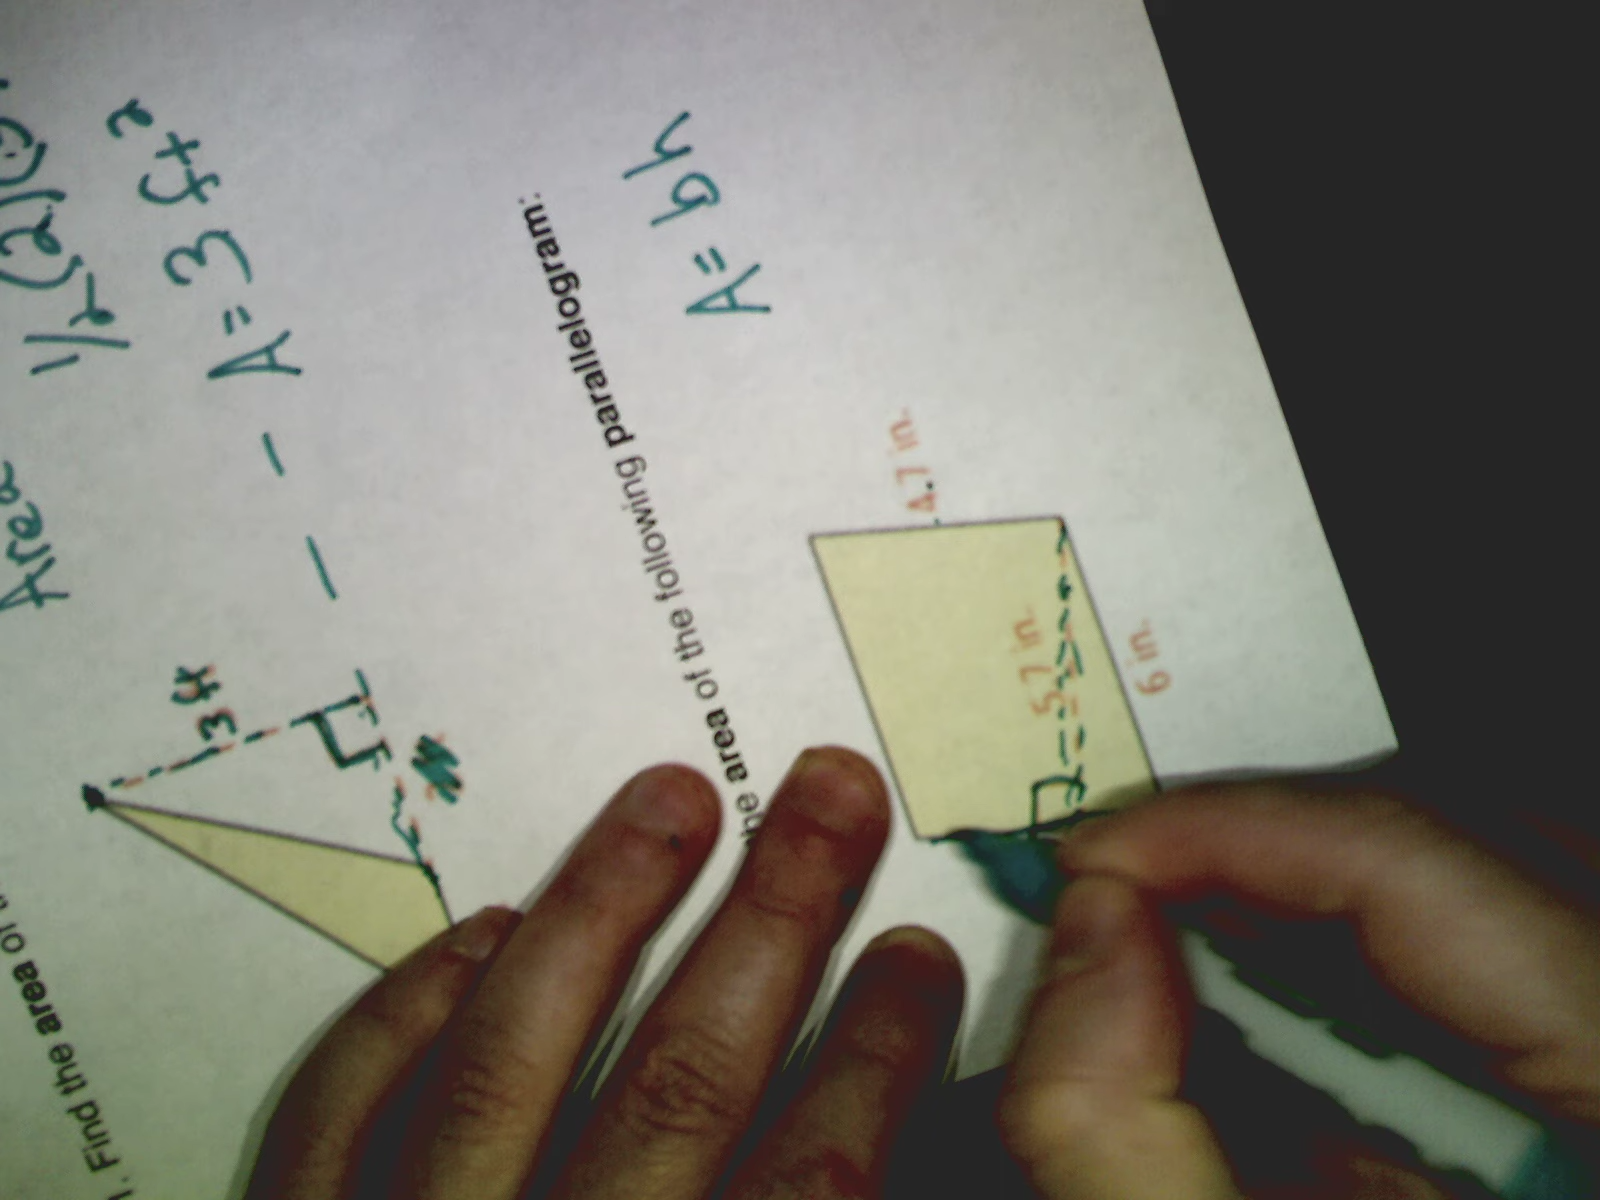 1. Find the area of
Area
1/2(2)(3)
A = 3 ft2
3 ft
the area of the following parallelogram:
A = bh
4.7 in.
5.7 in.
6 in.